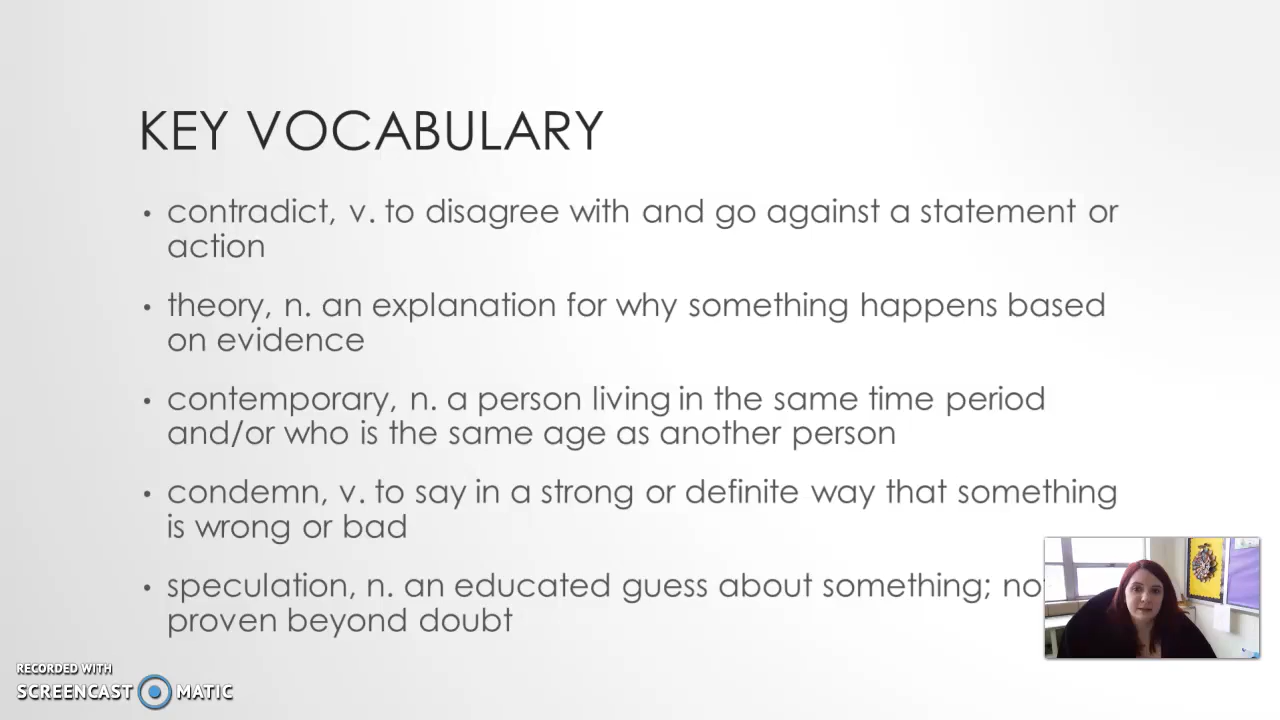 KEY VOCABULARY
• contradict, v. to disagree with and go against a statement or
action
• theory, n. an explanation for why something happens based
on evidence
• contemporary, n. a person living in the same time period
and/or who is the same age as another person
• condemn, v. to say in a strong or definite way that something
is wrong or bad
• speculation, n. an educated guess about something; no
proven beyond doubt
RECORDED WITH
SCREENCAST MATIC